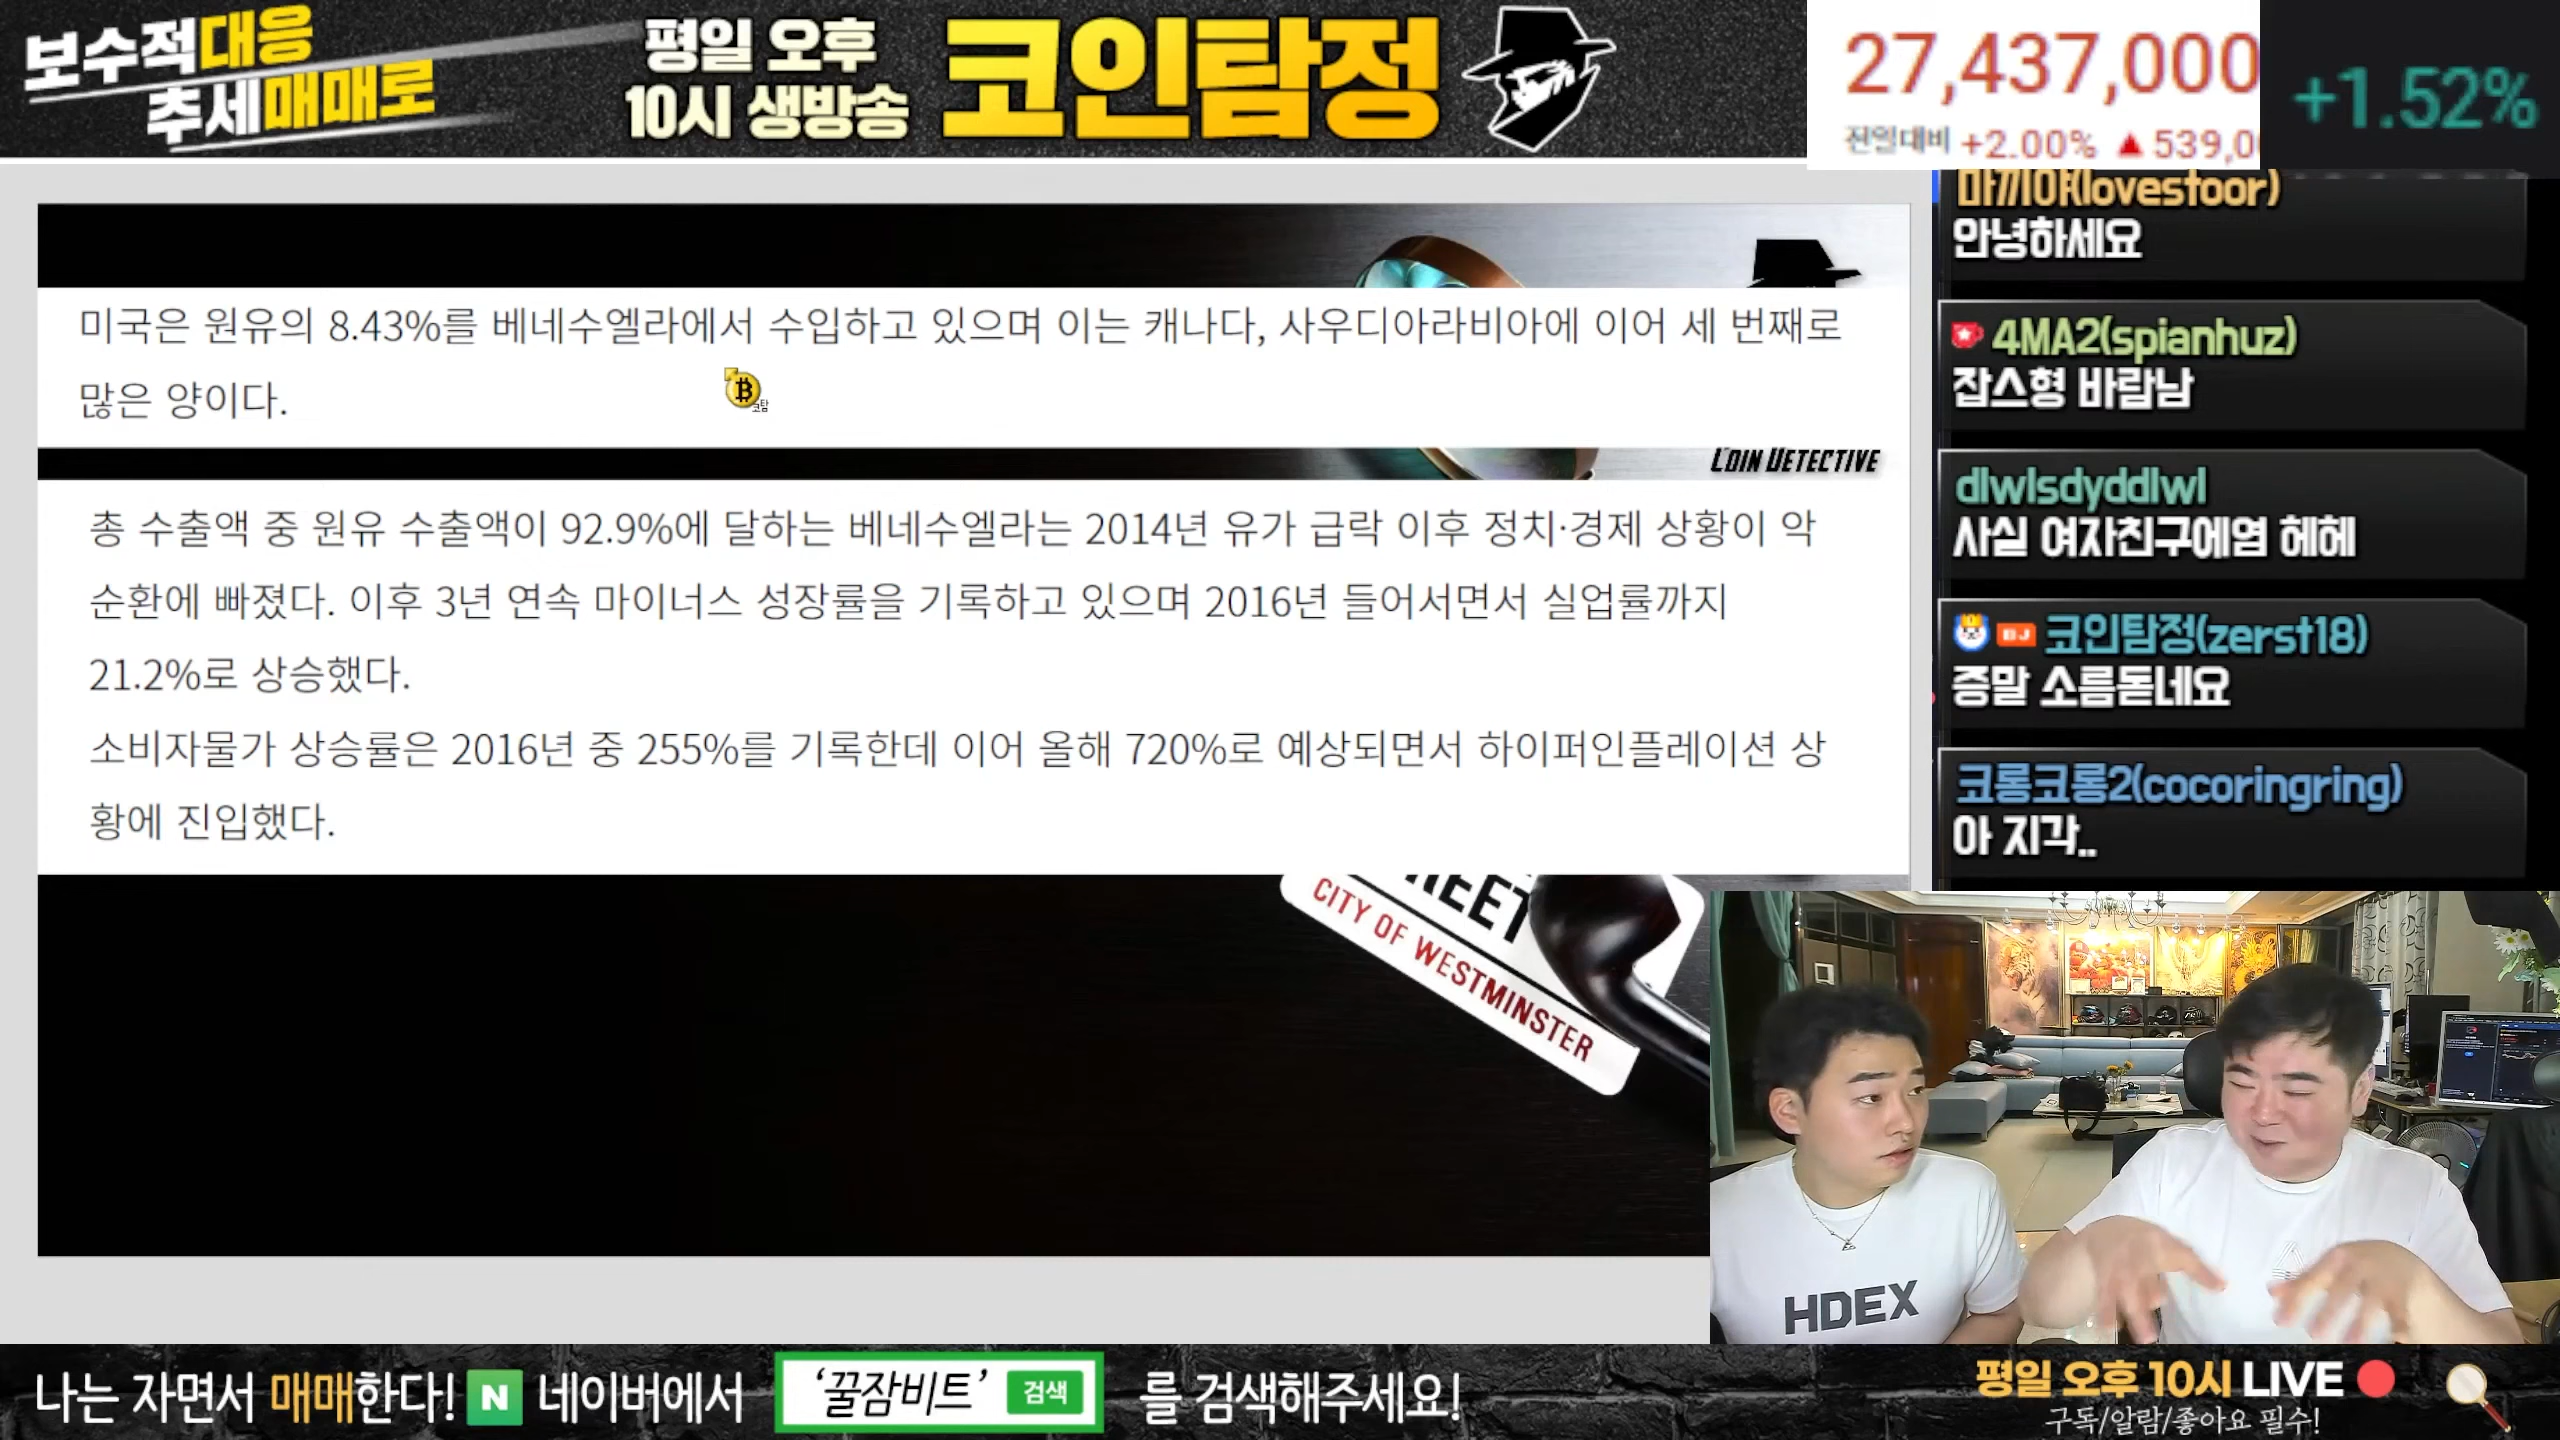 보수적대응
추세매매로
평일 오후
10시 생방송
코인탐정
27,437,000
전일대비 +2.00% ▲ 539,0
+1.52%
미국은 원유의 8.43%를 베네수엘라에서 수입하고 있으며 이는 캐나다, 사우디아라비아에 이어 세 번째로
많은 양이다.
코탐
COIN DETECTIVE
총 수출액 중 원유 수출액이 92.9%에 달하는 베네수엘라는 2014년 유가 급락 이후 정치·경제 상황이 악
순환에 빠졌다. 이후 3년 연속 마이너스 성장률을 기록하고 있으며 2016년 들어서면서 실업률까지
21.2%로 상승했다.
소비자물가 상승률은 2016년 중 255%를 기록한데 이어 올해 720%로 예상되면서 하이퍼인플레이션 상
황에 진입했다.
REET
CITY OF WESTMINSTER
마끼야(lovestoor)
안녕하세요
4MA2(spianhuz)
잡스형 바람남
dlwlsdyddlwl
사실 여자친구에염 헤헤
BJ 코인탐정(zerst18)
증말 소름돋네요
코롱코롱2(cocoringring)
아 지각..
HDEX
나는 자면서 매매한다! N 네이버에서 '꿀잠비트' 검색 를 검색해주세요!
평일 오후 10시 LIVE
구독/알람/좋아요 필수!